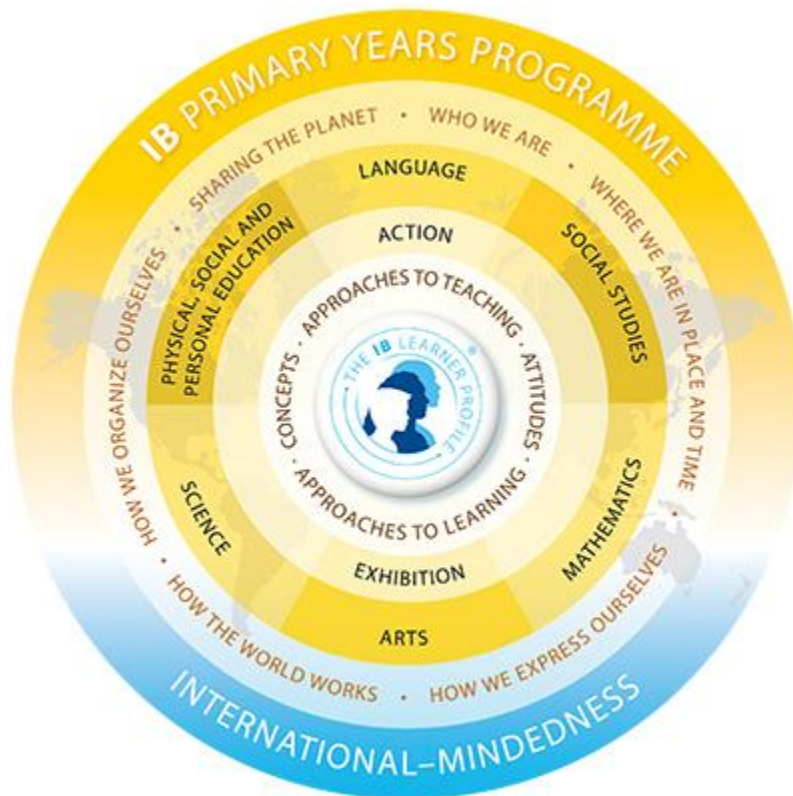 IB PRIMARY YEARS PROGRAMME
SHARING THE PLANET • WHO WE ARE • WHERE WE ARE IN PLACE AND TIME •
HOW WE ORGANIZE OURSELVES •
HOW THE WORLD WORKS • HOW WE EXPRESS OURSELVES
LANGUAGE
SOCIAL STUDIES
MATHEMATICS
ARTS
SCIENCE
PHYSICAL, SOCIAL AND
PERSONAL EDUCATION
ACTION
EXHIBITION
APPROACHES TO TEACHING •
ATTITUDES •
APPROACHES TO LEARNING •
CONCEPTS •
THE IB LEARNER PROFILE®
INTERNATIONAL–MINDEDNESS